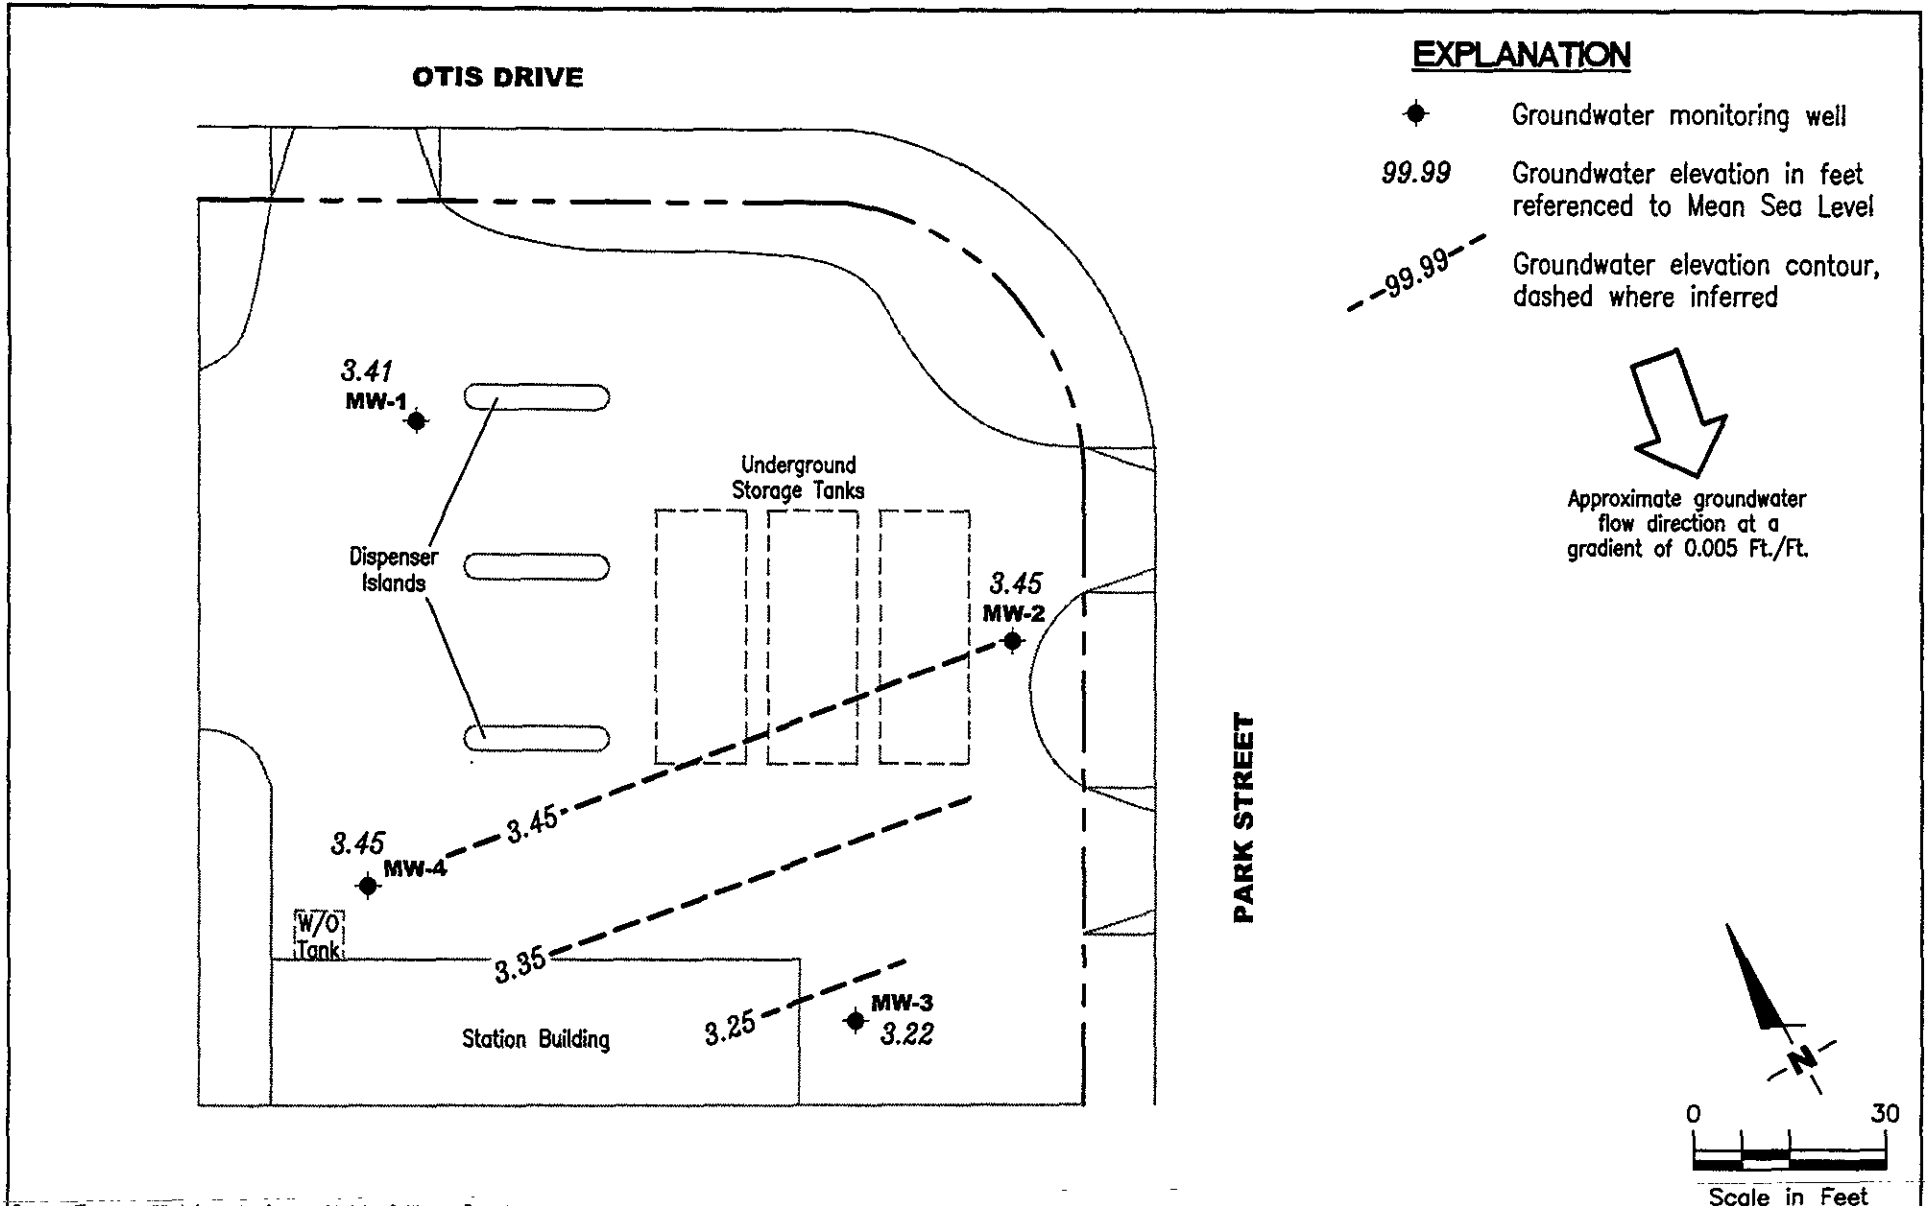 OTIS DRIVE
EXPLANATION
Groundwater monitoring well
99.99
Groundwater elevation in feet
referenced to Mean Sea Level
99.99
Groundwater elevation contour,
dashed where inferred
Approximate groundwater
flow direction at a
gradient of 0.005 Ft./Ft.
3.41
MW-1
Underground
Storage Tanks
Dispenser
Islands
3.45
MW-2
3.45
3.45
MW-4
W/O
Tank
3.35
3.25
MW-3
3.22
Station Building
PARK STREET
N
0 30
Scale in Feet